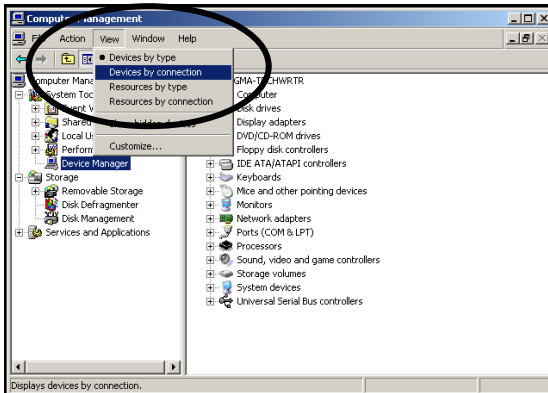 Computer Management
File Action View Window Help
Devices by type
Devices by connection
Resources by type
Resources by connection
Customize...
Computer Mana
System Too
Event V
Shared
Local Us
Perform
Device Manager
Storage
Removable Storage
Disk Defragmenter
Disk Management
Services and Applications
GMA-TECHWRTR
Computer
Disk drives
Display adapters
DVD/CD-ROM drives
Floppy disk controllers
IDE ATA/ATAPI controllers
Keyboards
Mice and other pointing devices
Monitors
Network adapters
Ports (COM & LPT)
Processors
Sound, video and game controllers
Storage volumes
System devices
Universal Serial Bus controllers
Displays devices by connection.